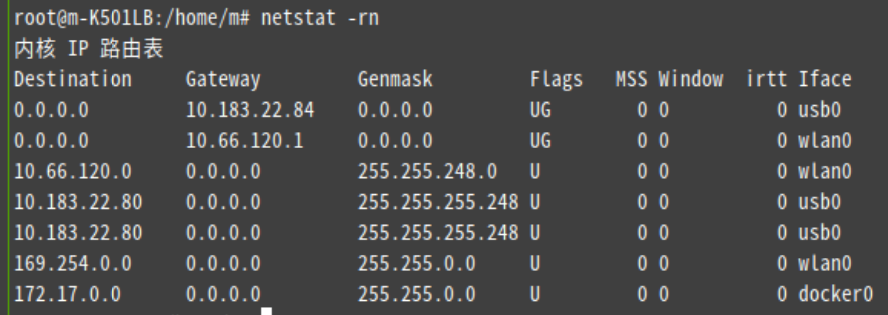 root@m-K501LB:/home/m# netstat -rn
内核 IP 路由表
Destination     Gateway         Genmask         Flags   MSS Window  irtt Iface
0.0.0.0         10.183.22.84    0.0.0.0         UG        0 0          0 usb0
0.0.0.0         10.66.120.1     0.0.0.0         UG        0 0          0 wlan0
10.66.120.0     0.0.0.0         255.255.248.0   U         0 0          0 wlan0
10.183.22.80    0.0.0.0         255.255.255.248 U         0 0          0 usb0
10.183.22.80    0.0.0.0         255.255.255.248 U         0 0          0 usb0
169.254.0.0     0.0.0.0         255.255.0.0     U         0 0          0 wlan0
172.17.0.0      0.0.0.0         255.255.0.0     U         0 0          0 docker0